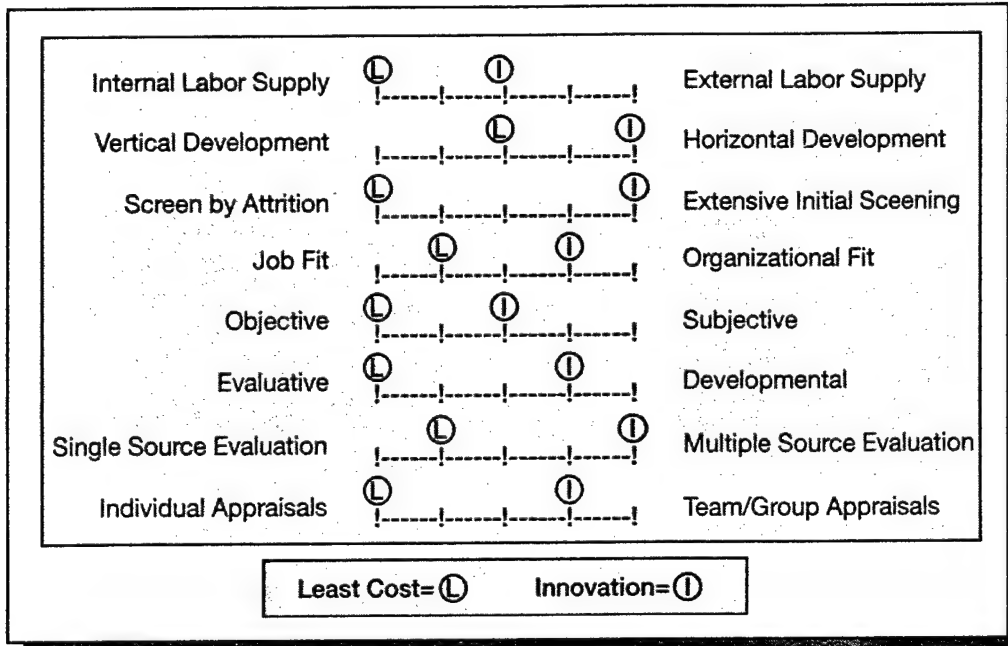 Ⓛ Ⓘ
Internal Labor Supply !-----!-----!-----!-----! External Labor Supply
Ⓛ Ⓘ
Vertical Development !-----!-----!-----!-----! Horizontal Development
Ⓛ Ⓘ
Screen by Attrition !-----!-----!-----!-----! Extensive Initial Sceening
Ⓛ Ⓘ
Job Fit !-----!-----!-----!-----! Organizational Fit
Ⓛ Ⓘ
Objective !-----!-----!-----!-----! Subjective
Ⓛ Ⓘ
Evaluative !-----!-----!-----!-----! Developmental
Ⓛ Ⓘ
Single Source Evaluation !-----!-----!-----!-----! Multiple Source Evaluation
Ⓛ Ⓘ
Individual Appraisals !-----!-----!-----!-----! Team/Group Appraisals
Least Cost=Ⓛ Innovation=Ⓘ